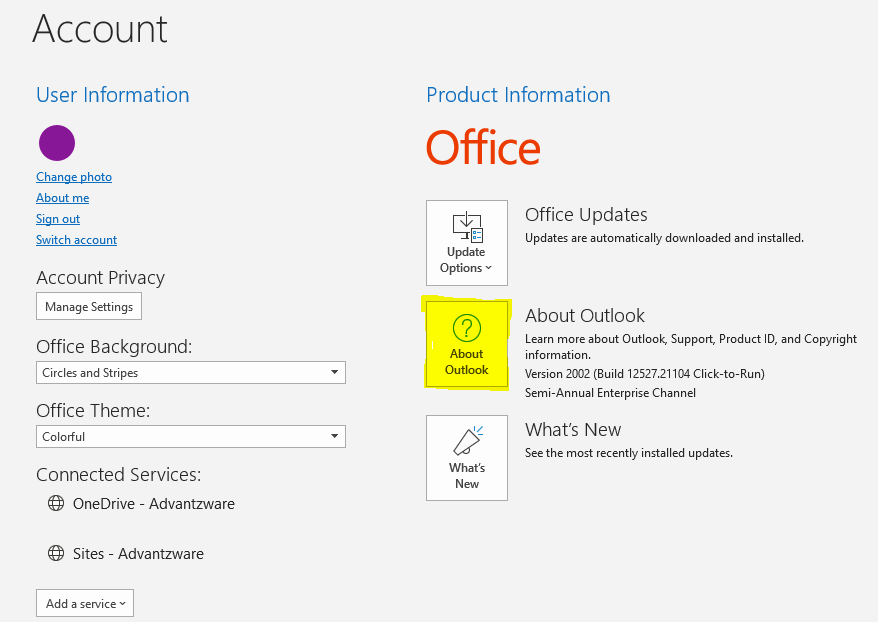 Account
User Information
Change photo
About me
Sign out
Switch account
Account Privacy
Manage Settings
Office Background:
Circles and Stripes
Office Theme:
Colorful
Connected Services:
OneDrive - Advantzware
Sites - Advantzware
Add a service
Product Information
Office
Update
Options
Office Updates
Updates are automatically downloaded and installed.
About
Outlook
About Outlook
Learn more about Outlook, Support, Product ID, and Copyright
information.
Version 2002 (Build 12527.21104 Click-to-Run)
Semi-Annual Enterprise Channel
What's
New
What's New
See the most recently installed updates.